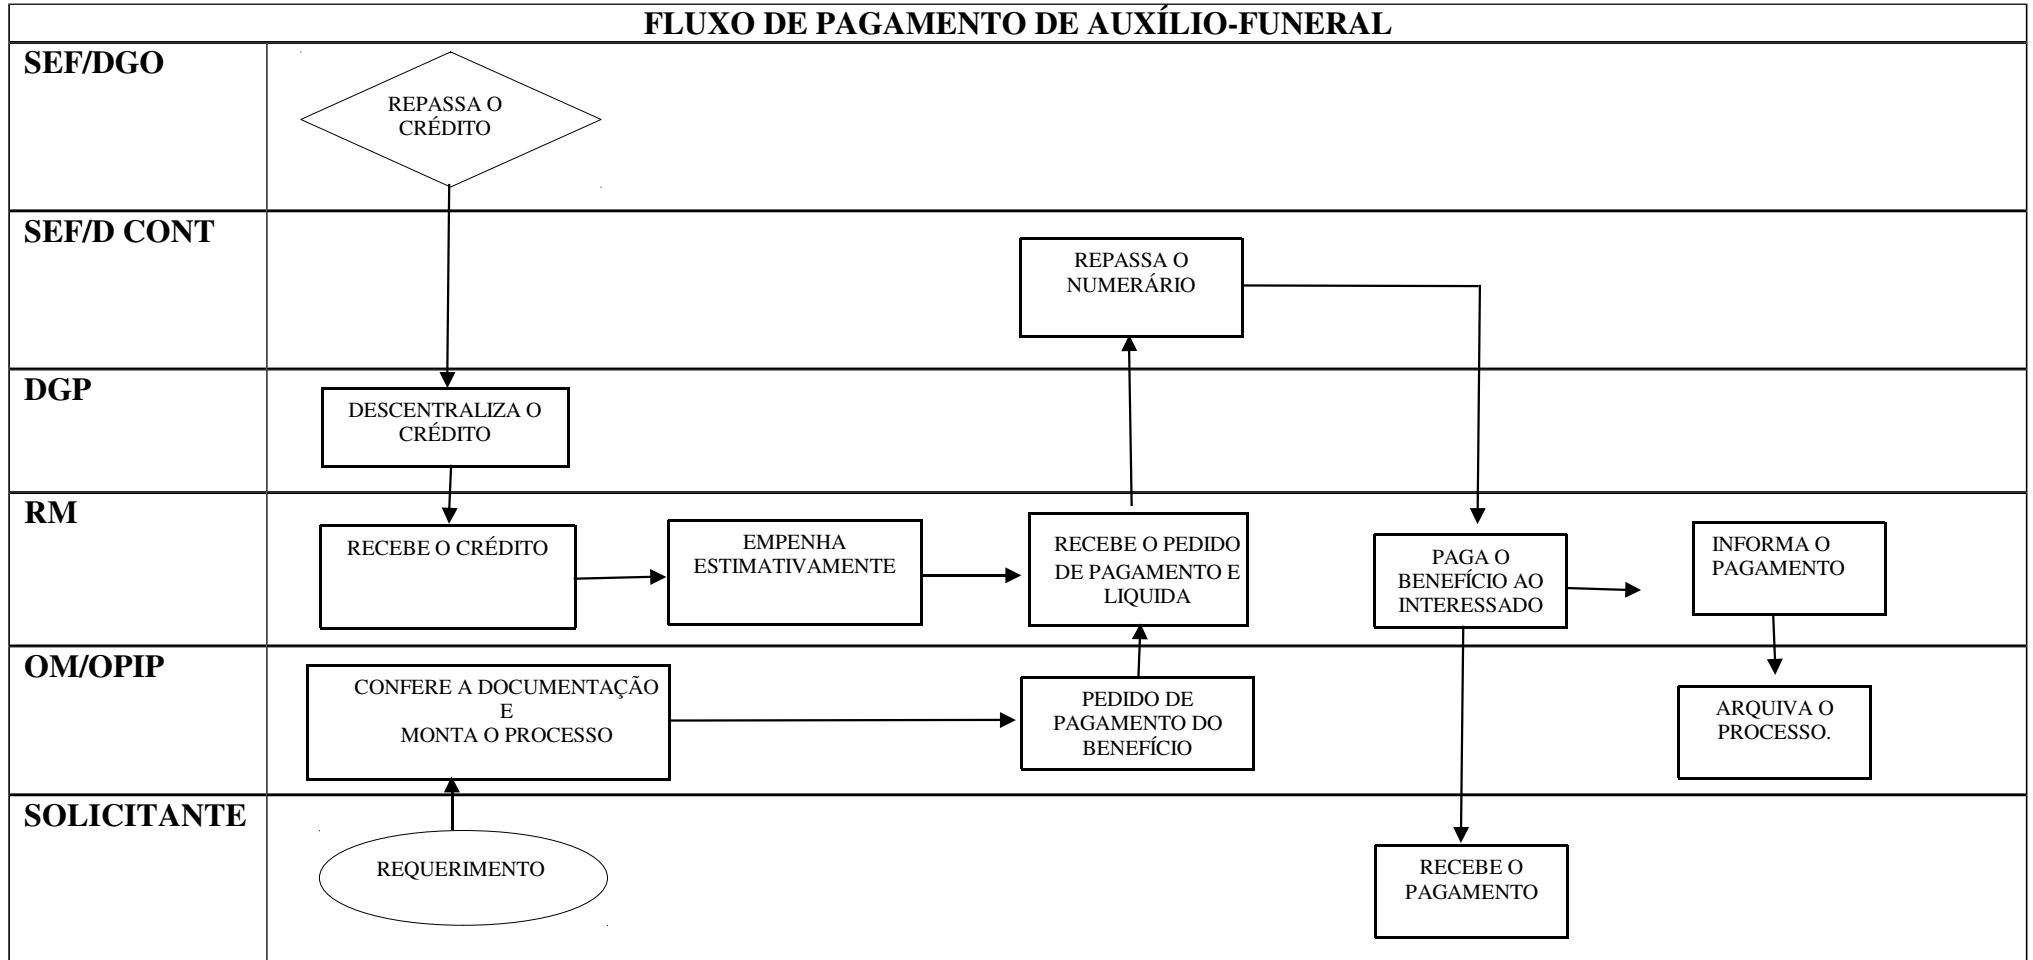 FLUXO DE PAGAMENTO DE AUXÍLIO-FUNERAL
SEF/DGO
REPASSA O
CRÉDITO
SEF/D CONT
REPASSA O
NUMERÁRIO
DGP
DESCENTRALIZA O
CRÉDITO
RM
RECEBE O CRÉDITO
EMPENHA
ESTIMATIVAMENTE
RECEBE O PEDIDO
DE PAGAMENTO E
LIQUIDA
PAGA O
BENEFÍCIO AO
INTERESSADO
INFORMA O
PAGAMENTO
OM/OPIP
CONFERE A DOCUMENTAÇÃO
E
MONTA O PROCESSO
PEDIDO DE
PAGAMENTO DO
BENEFÍCIO
ARQUIVA O
PROCESSO.
SOLICITANTE
REQUERIMENTO
RECEBE O
PAGAMENTO